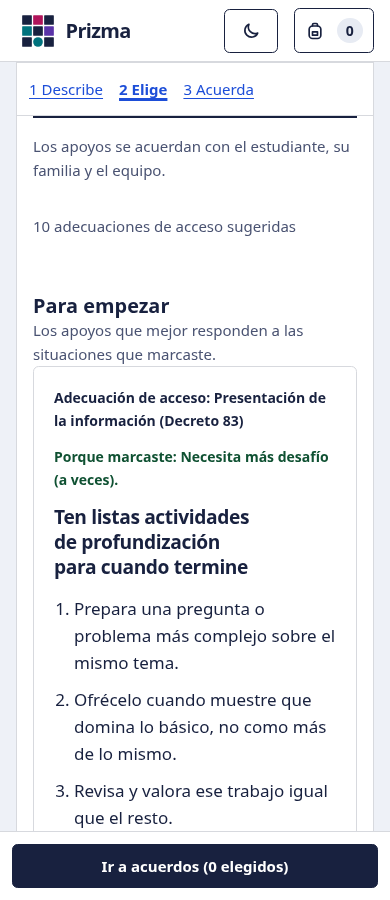 Prizma
0
1 Describe 2 Elige 3 Acuerda
Los apoyos se acuerdan con el estudiante, su
familia y el equipo.
10 adecuaciones de acceso sugeridas
Para empezar
Los apoyos que mejor responden a las
situaciones que marcaste.
Adecuación de acceso: Presentación de
la información (Decreto 83)
Porque marcaste: Necesita más desafío
(a veces).
Ten listas actividades
de profundización
para cuando termine
1. Prepara una pregunta o
problema más complejo sobre el
mismo tema.
2. Ofrécelo cuando muestre que
domina lo básico, no como más
de lo mismo.
3. Revisa y valora ese trabajo igual
que el resto.
Ir a acuerdos (0 elegidos)